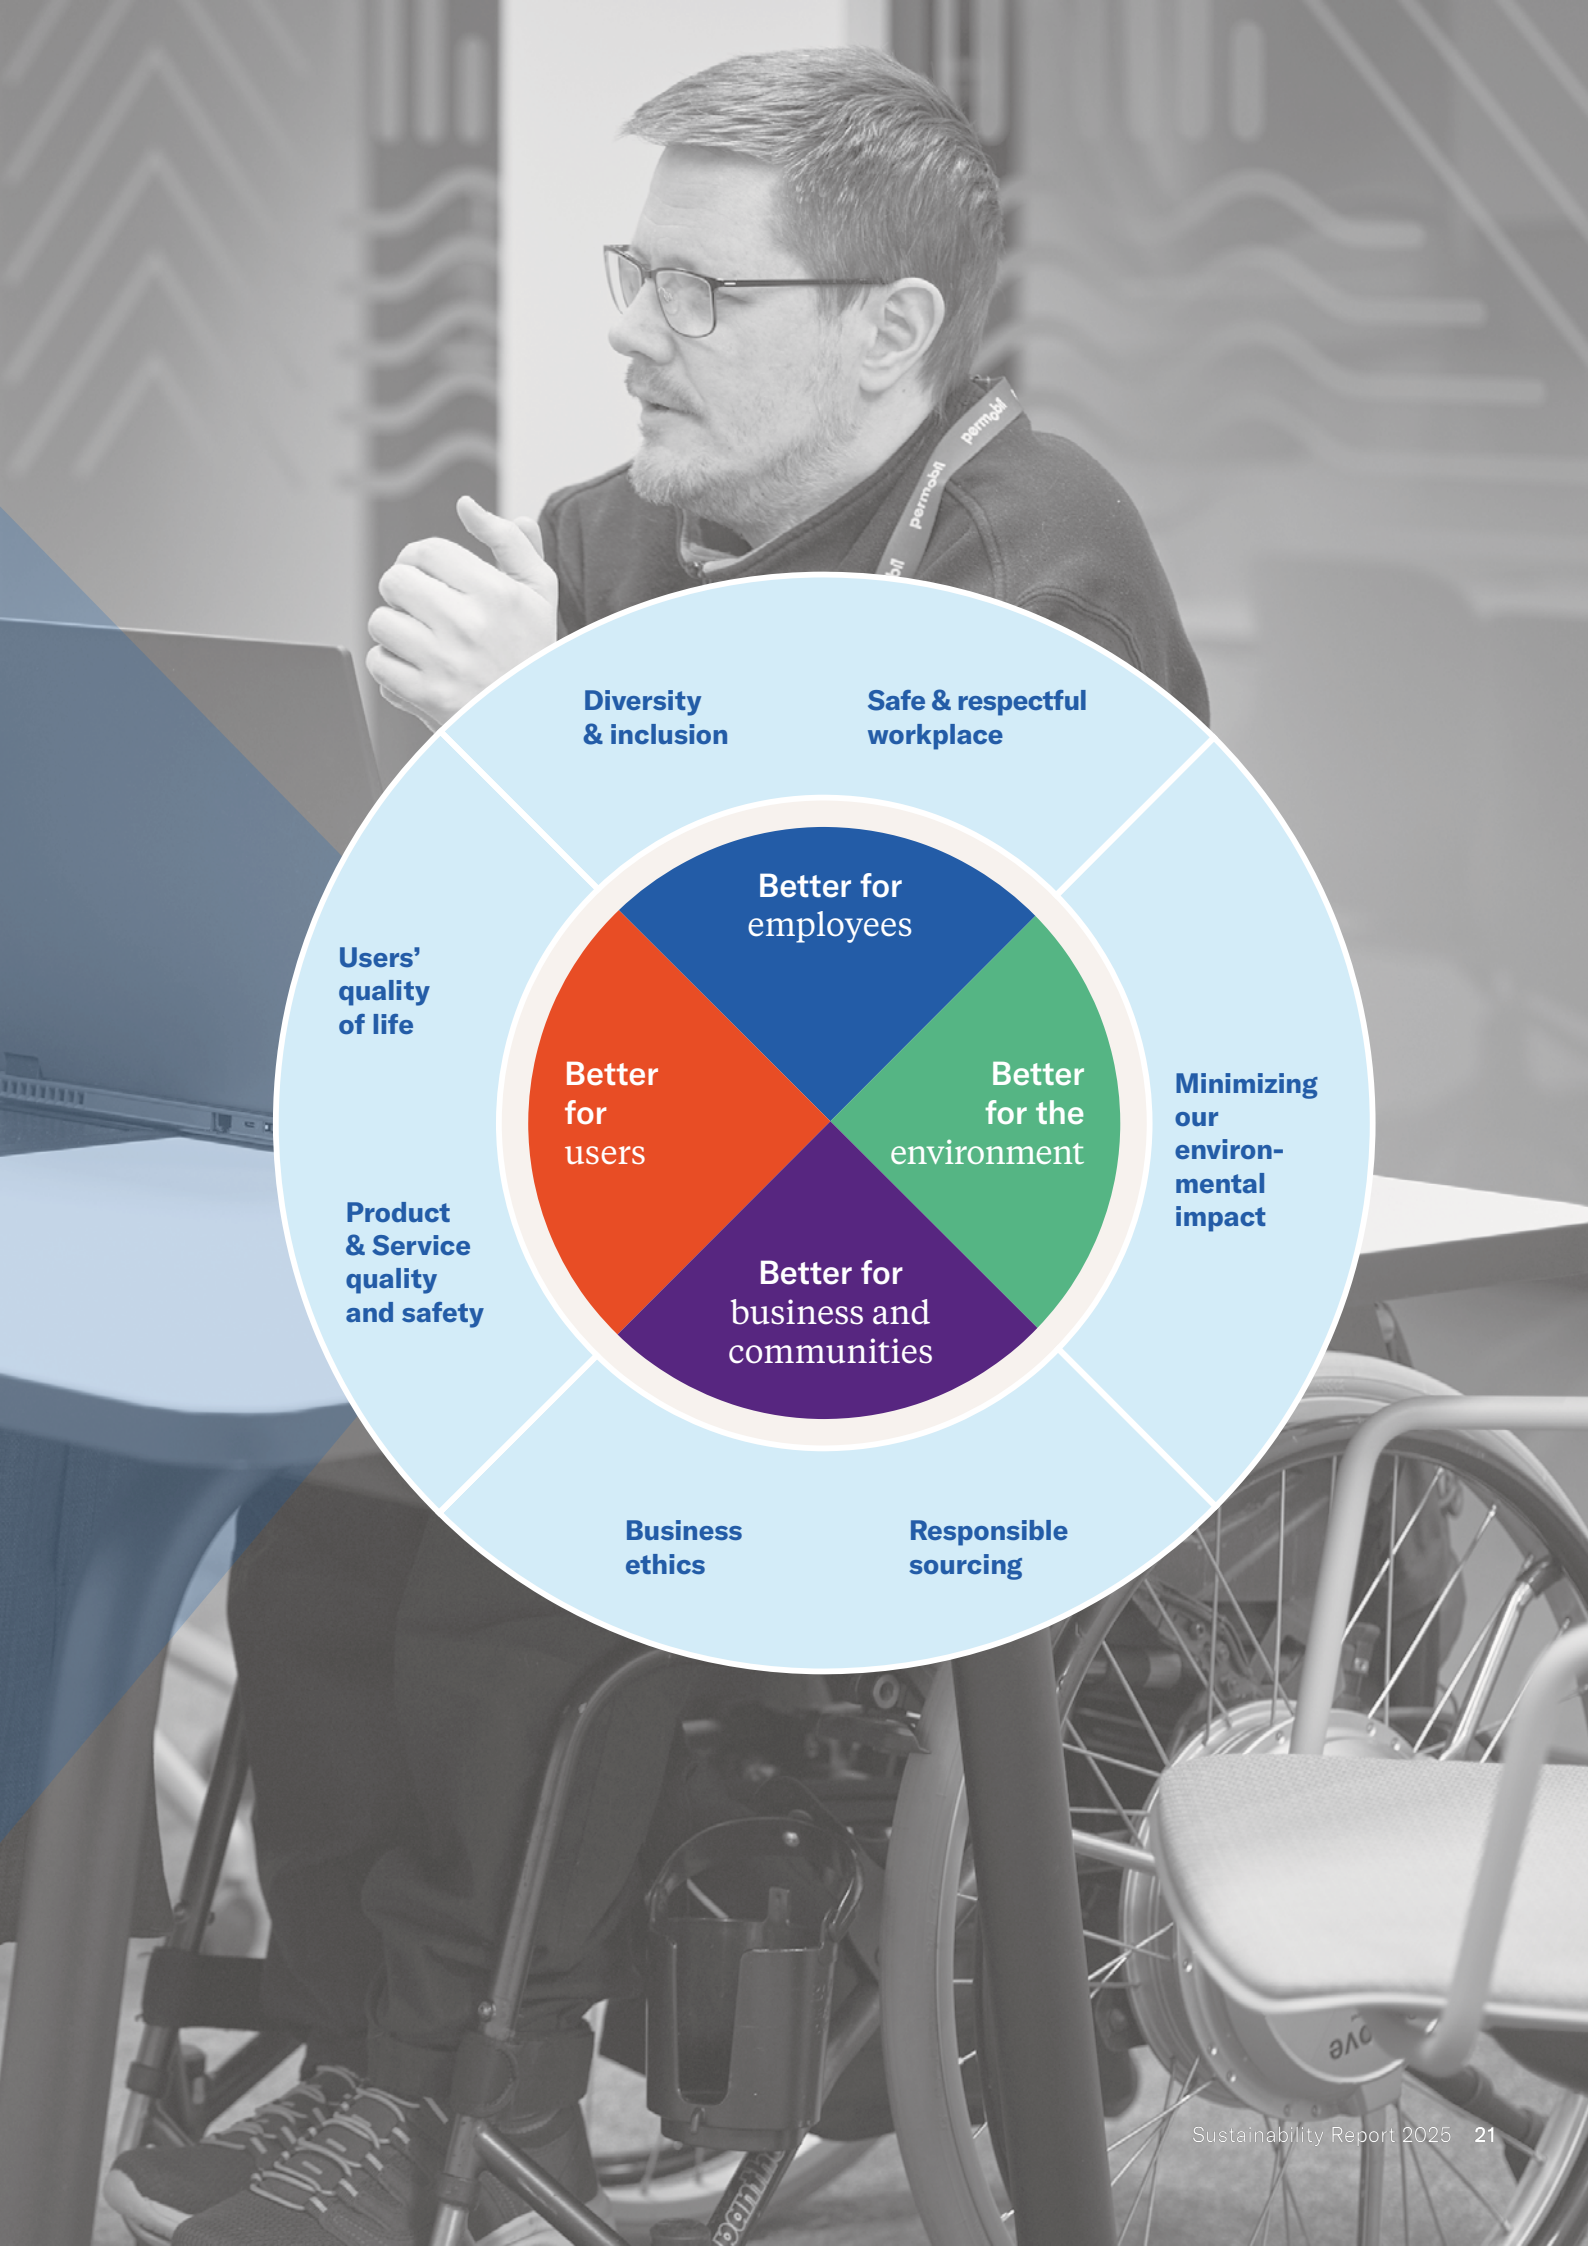 permobil
permobil
bil
Diversity
& inclusion
Safe & respectful
workplace
Better for
employees
Users’
quality
of life
Better
for
users
Better
for the
environment
Minimizing
our
environ-
mental
impact
Product
& Service
quality
and safety
Better for
business and
communities
Business
ethics
Responsible
sourcing
Sustainability Report 2025 21